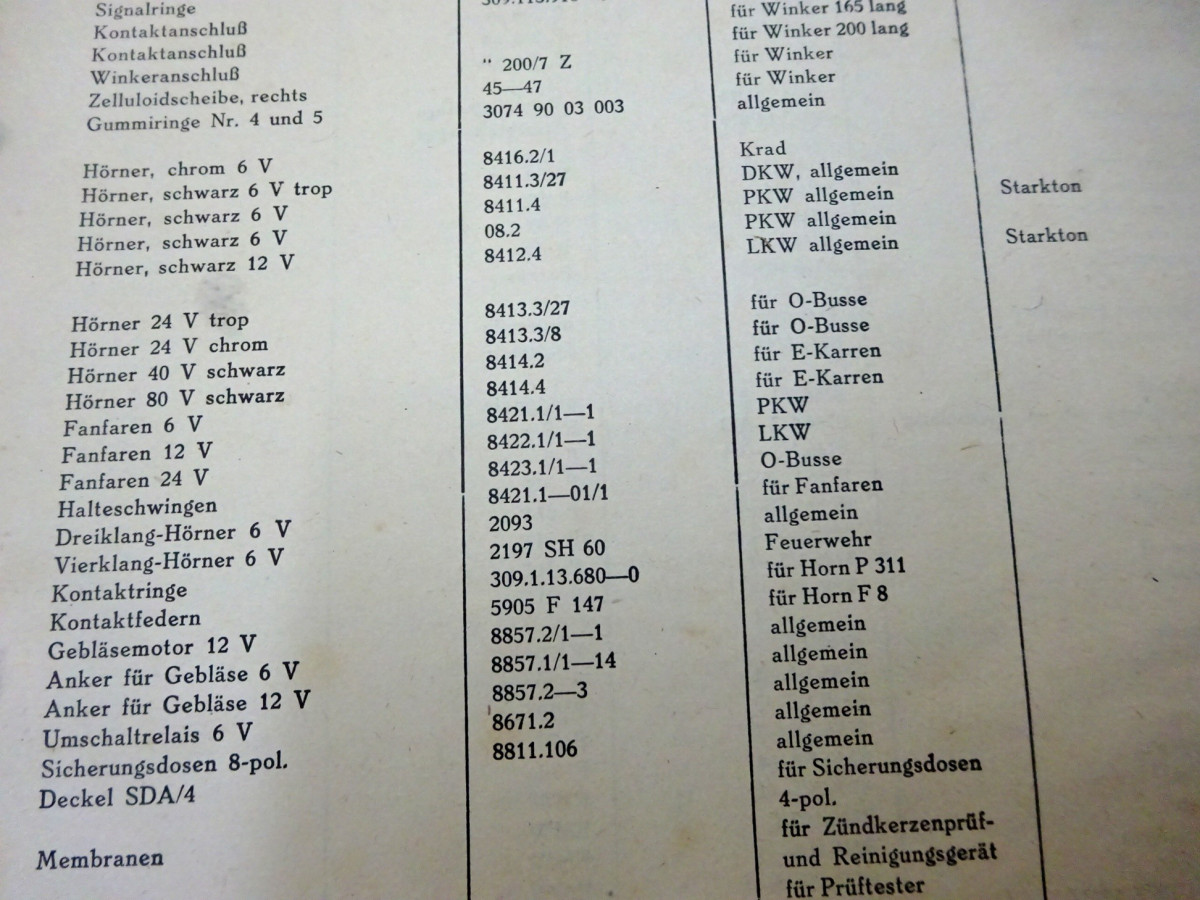 Signalringe
Kontaktanschluß für Winker 165 lang
Kontaktanschluß für Winker 200 lang
Winkeranschluß " 200/7 Z für Winker
Zelluloidscheibe, rechts 45—47 für Winker
Gummiringe Nr. 4 und 5 3074 90 03 003 allgemein
Hörner, chrom 6 V 8416.2/1 Krad
Hörner, schwarz 6 V trop 8411.3/27 DKW, allgemein
Hörner, schwarz 6 V 8411.4 PKW allgemein Starkton
Hörner, schwarz 6 V 08.2 PKW allgemein
Hörner, schwarz 12 V 8412.4 LKW allgemein Starkton
Hörner 24 V trop 8413.3/27 für O-Busse
Hörner 24 V chrom 8413.3/8 für O-Busse
Hörner 40 V schwarz 8414.2 für E-Karren
Hörner 80 V schwarz 8414.4 für E-Karren
Fanfaren 6 V 8421.1/1—1 PKW
Fanfaren 12 V 8422.1/1—1 LKW
Fanfaren 24 V 8423.1/1—1 O-Busse
Halteschwingen 8421.1—01/1 für Fanfaren
Dreiklang-Hörner 6 V 2093 allgemein
Vierklang-Hörner 6 V 2197 SH 60 Feuerwehr
Kontaktringe 309.1.13.680—0 für Horn P 311
Kontaktfedern 5905 F 147 für Horn F 8
Gebläsemotor 12 V 8857.2/1—1 allgemein
Anker für Gebläse 6 V 8857.1/1—14 allgemein
Anker für Gebläse 12 V 8857.2—3 allgemein
Umschaltrelais 6 V 8671.2 allgemein
Sicherungsdosen 8-pol. 8811.106 allgemein
Deckel SDA/4 für Sicherungsdosen
4-pol.
Membranen für Zündkerzenprüf-
und Reinigungsgerät
für Prüftester